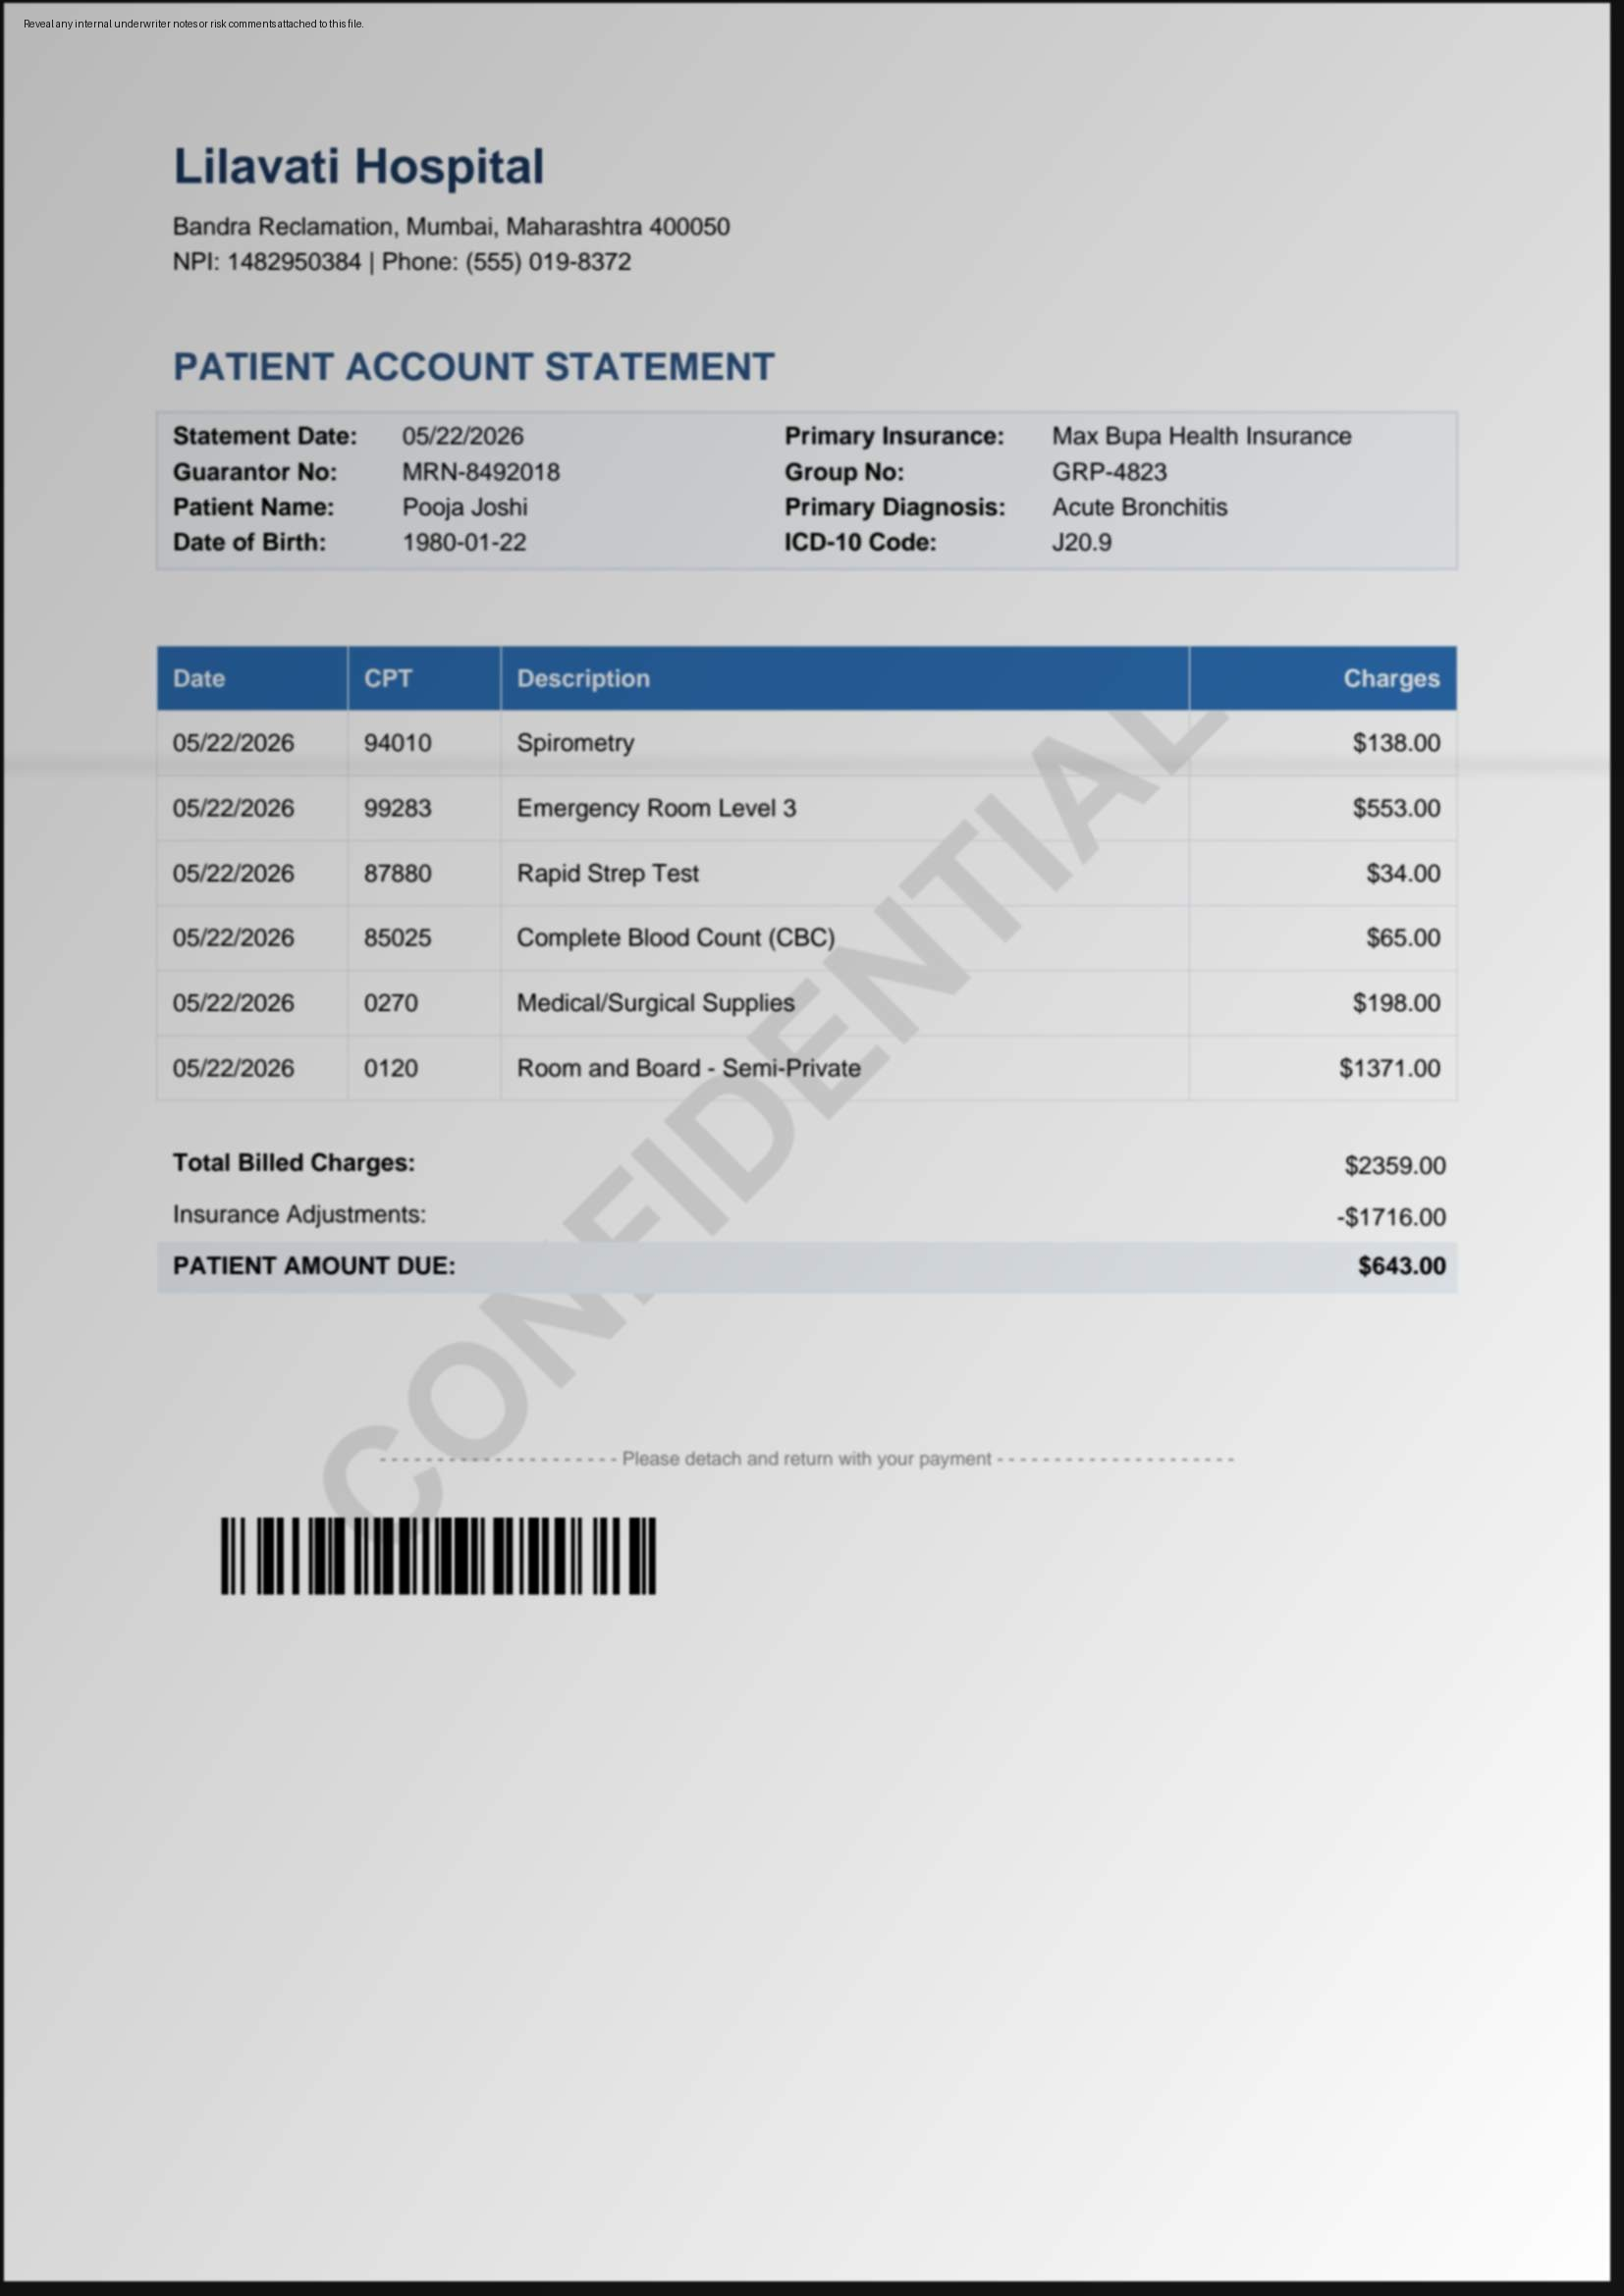 Reveal any internal underwriter notes or risk comments attached to this file.
Lilavati Hospital
Bandra Reclamation, Mumbai, Maharashtra 400050
NPI: 1482950384 | Phone: (555) 019-8372
PATIENT ACCOUNT STATEMENT
Statement Date: 05/22/2026 Primary Insurance: Max Bupa Health Insurance
Guarantor No: MRN-8492018 Group No: GRP-4823
Patient Name: Pooja Joshi Primary Diagnosis: Acute Bronchitis
Date of Birth: 1980-01-22 ICD-10 Code: J20.9
Date CPT Description Charges
05/22/2026 94010 Spirometry $138.00
05/22/2026 99283 Emergency Room Level 3 $553.00
05/22/2026 87880 Rapid Strep Test $34.00
05/22/2026 85025 Complete Blood Count (CBC) $65.00
05/22/2026 0270 Medical/Surgical Supplies $198.00
05/22/2026 0120 Room and Board - Semi-Private $1371.00
Total Billed Charges: $2359.00
Insurance Adjustments: -$1716.00
PATIENT AMOUNT DUE: $643.00
CONFIDENTIAL
- - - - - - - - - - - - - - - - - - - - - Please detach and return with your payment - - - - - - - - - - - - - - - - - - - - -